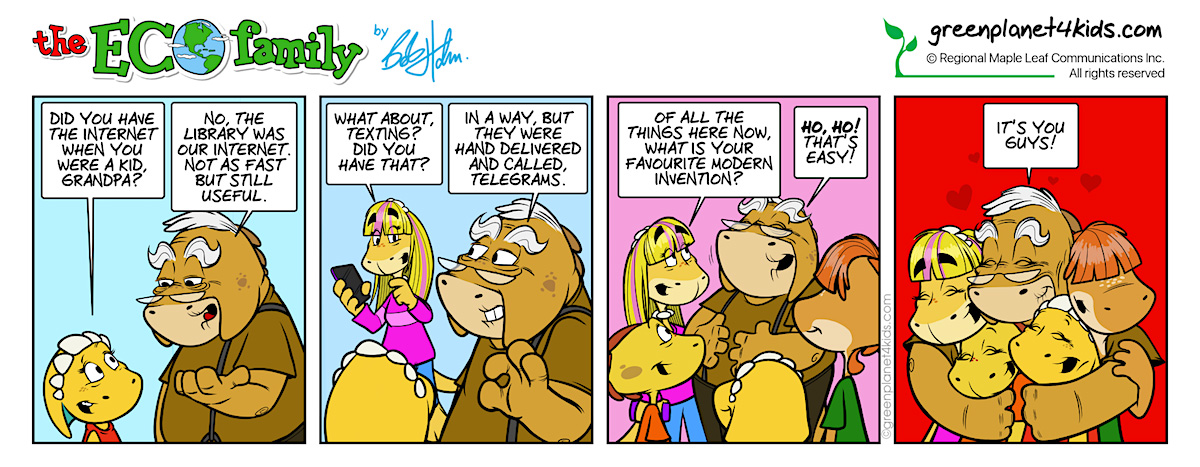 the ECO family
by
greenplanet4kids.com
© Regional Maple Leaf Communications Inc.
All rights reserved
DID YOU HAVE
THE INTERNET
WHEN YOU
WERE A KID,
GRANDPA?
NO, THE
LIBRARY WAS
OUR INTERNET.
NOT AS FAST
BUT STILL
USEFUL.
WHAT ABOUT,
TEXTING?
DID YOU
HAVE THAT?
IN A WAY, BUT
THEY WERE
HAND DELIVERED
AND CALLED,
TELEGRAMS.
OF ALL THE
THINGS HERE NOW,
WHAT IS YOUR
FAVOURITE MODERN
INVENTION?
HO, HO!
THAT'S
EASY!
©greenplanet4kids.com
IT'S YOU
GUYS!